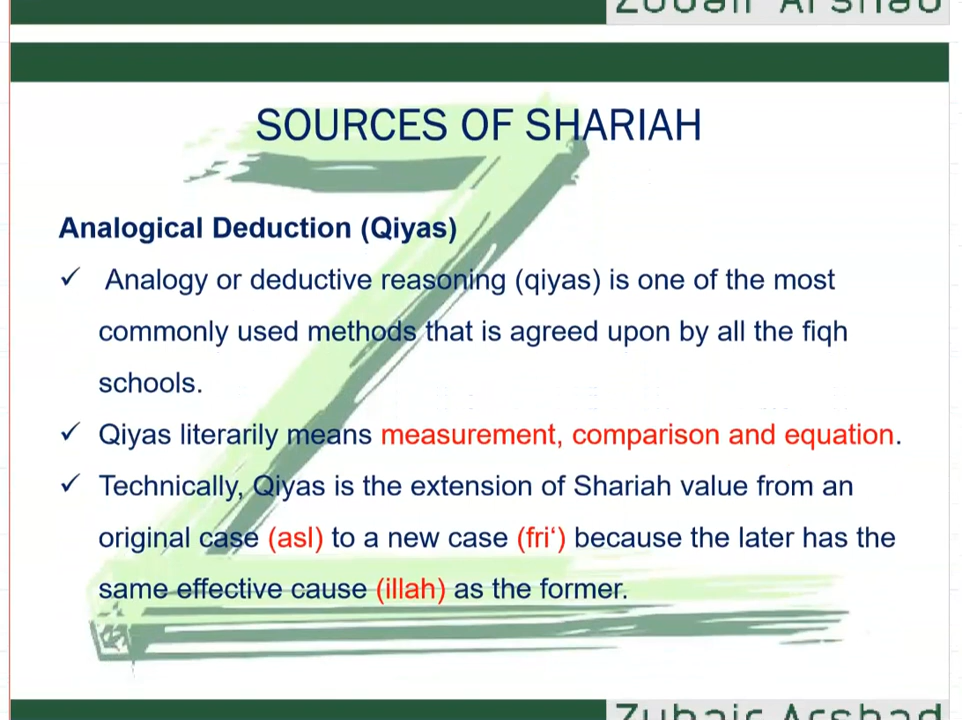 Zubair Arshad
SOURCES OF SHARIAH
Analogical Deduction (Qiyas)
✓ Analogy or deductive reasoning (qiyas) is one of the most
commonly used methods that is agreed upon by all the fiqh
schools.
✓ Qiyas literarily means measurement, comparison and equation.
✓ Technically, Qiyas is the extension of Shariah value from an
original case (asl) to a new case (fri‘) because the later has the
same effective cause (illah) as the former.
Zubair Arshad